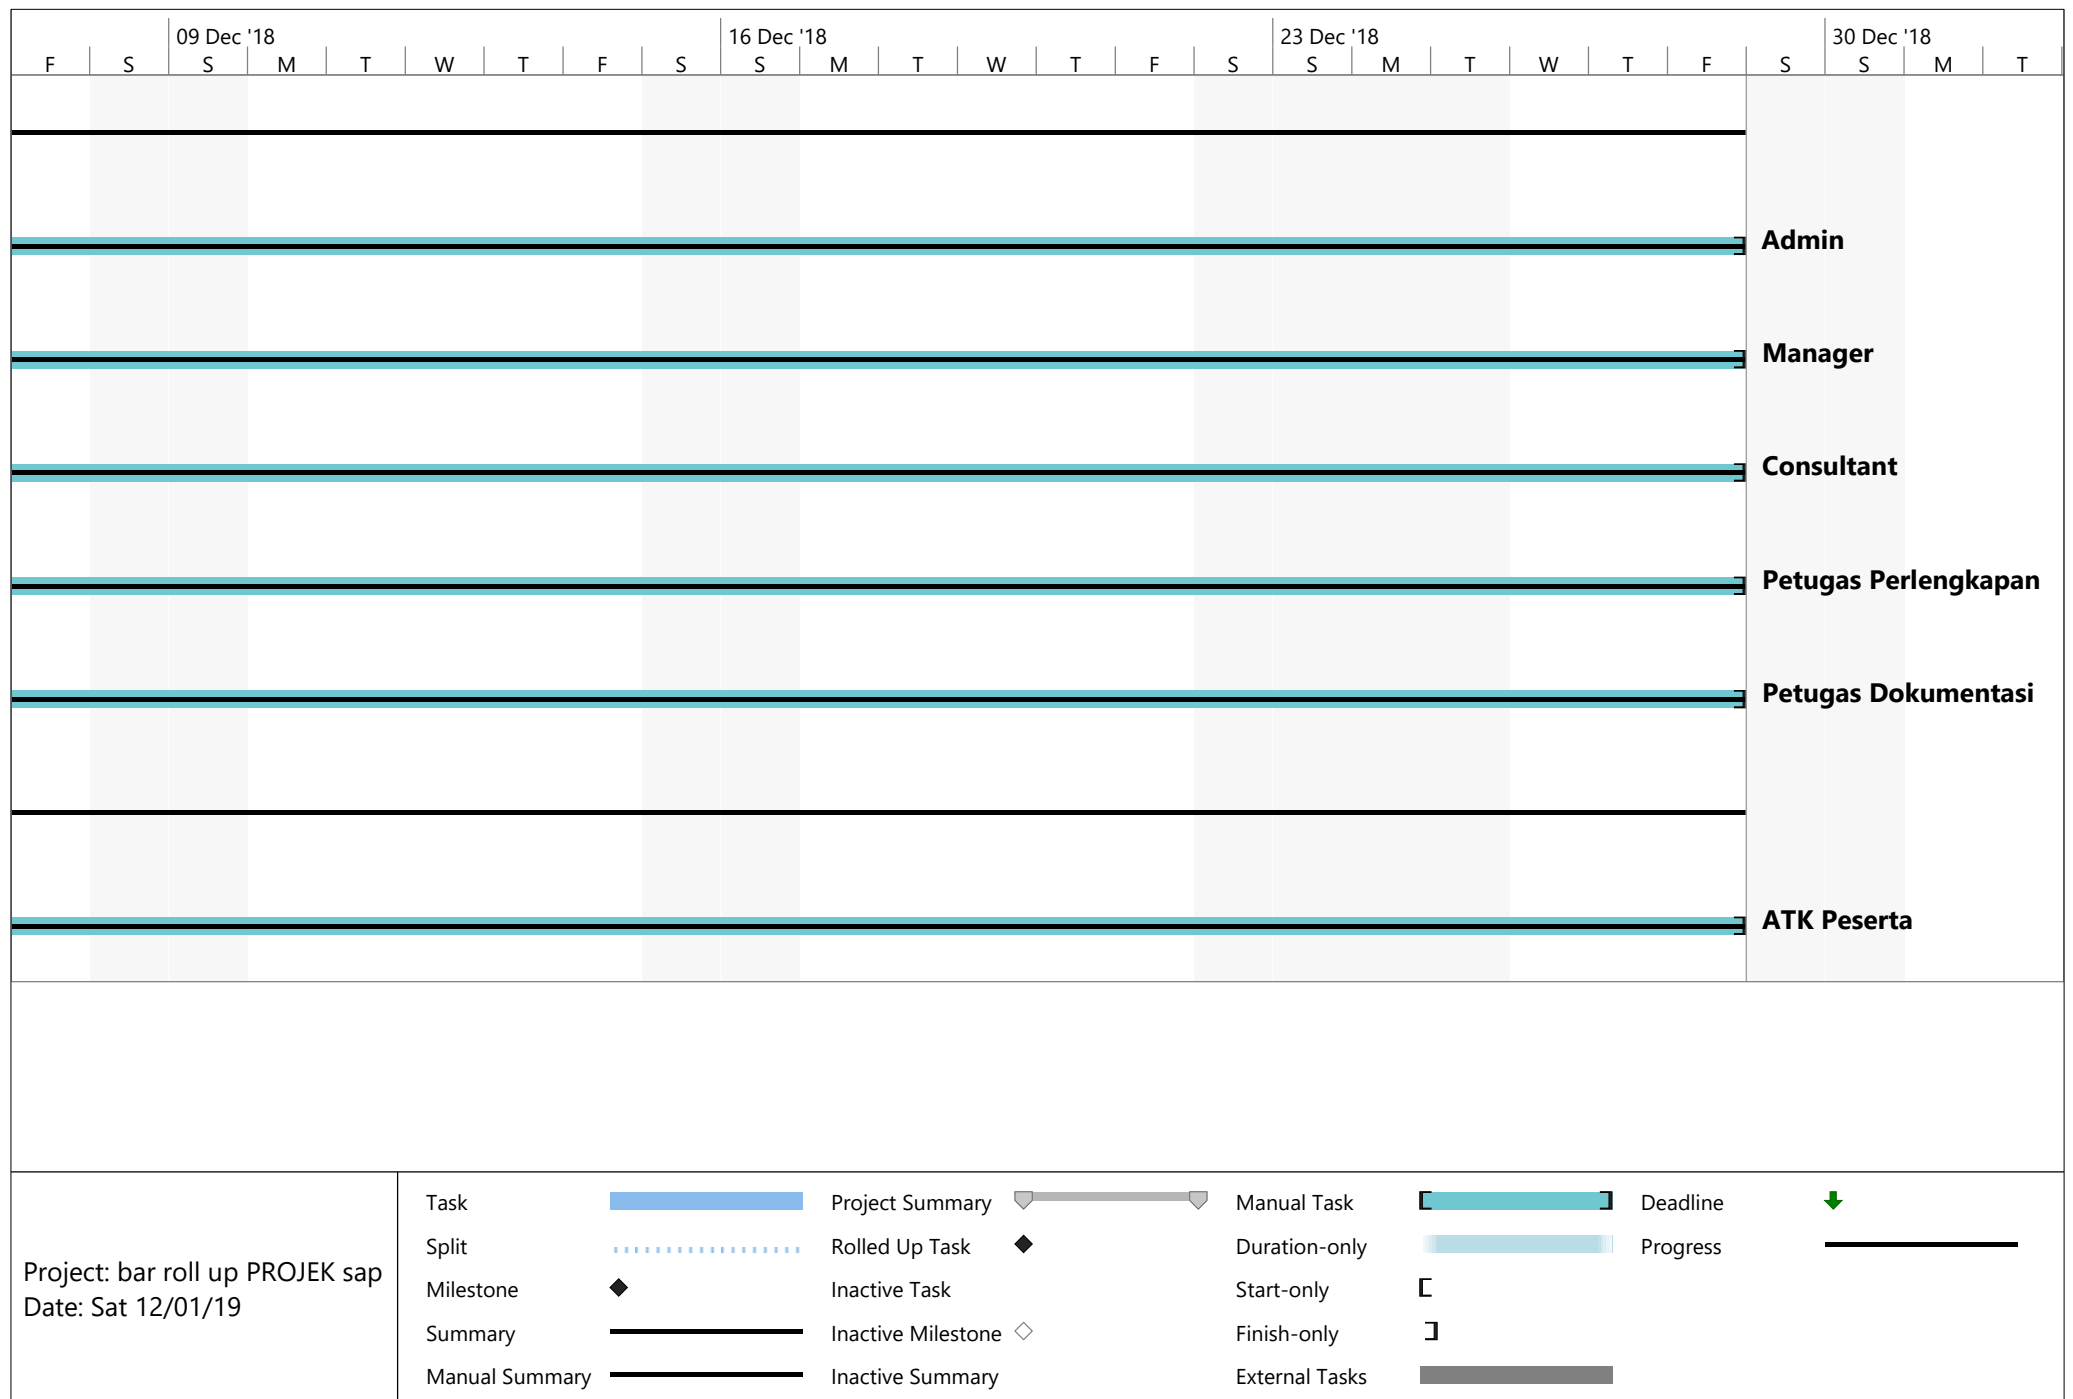 09 Dec '18 16 Dec '18 23 Dec '18 30 Dec '18
F S S M T W T F S S M T W T F S S M T W T F S S M T
Admin
Manager
Consultant
Petugas Perlengkapan
Petugas Dokumentasi
ATK Peserta
Project: bar roll up PROJEK sap
Date: Sat 12/01/19
Task Project Summary Manual Task Deadline
Split Rolled Up Task Duration-only Progress
Milestone Inactive Task Start-only
Summary Inactive Milestone Finish-only
Manual Summary Inactive Summary External Tasks